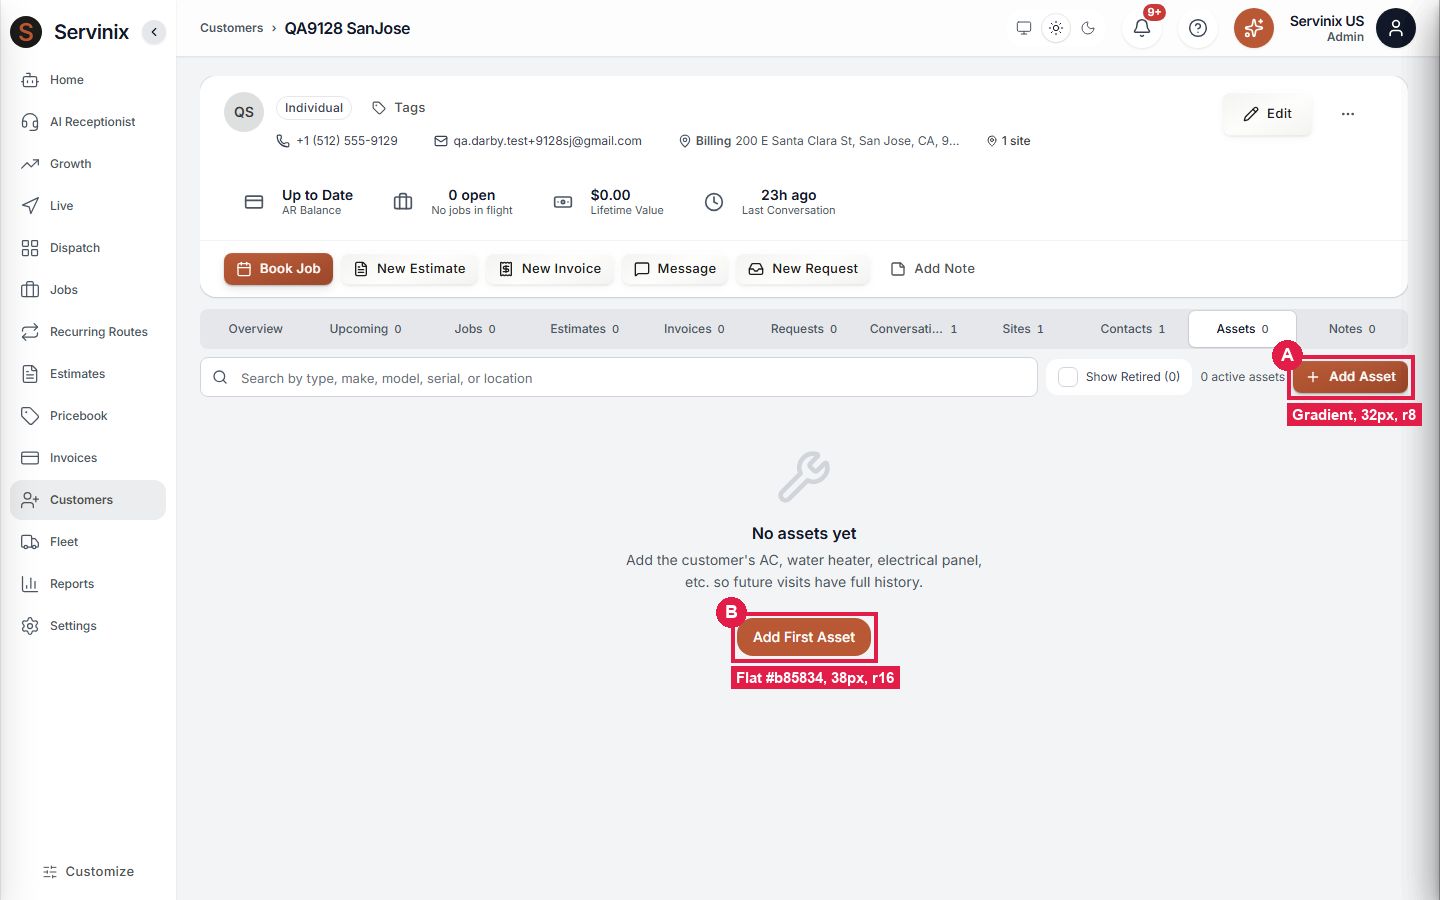 S Servinix
Customers › QA9128 SanJose
9+
Servinix US
Admin
Home
AI Receptionist
Growth
Live
Dispatch
Jobs
Recurring Routes
Estimates
Pricebook
Invoices
Customers
Fleet
Reports
Settings
Customize
QS
Individual
Tags
Edit
+1 (512) 555-9129
qa.darby.test+9128sj@gmail.com
Billing 200 E Santa Clara St, San Jose, CA, 9...
1 site
Up to Date
AR Balance
0 open
No jobs in flight
$0.00
Lifetime Value
23h ago
Last Conversation
Book Job
New Estimate
New Invoice
Message
New Request
Add Note
Overview
Upcoming 0
Jobs 0
Estimates 0
Invoices 0
Requests 0
Conversati... 1
Sites 1
Contacts 1
Assets 0
Notes 0
Search by type, make, model, serial, or location
Show Retired (0)
0 active assets
A
+ Add Asset
Gradient, 32px, r8
No assets yet
Add the customer's AC, water heater, electrical panel,
etc. so future visits have full history.
B
Add First Asset
Flat #b85834, 38px, r16